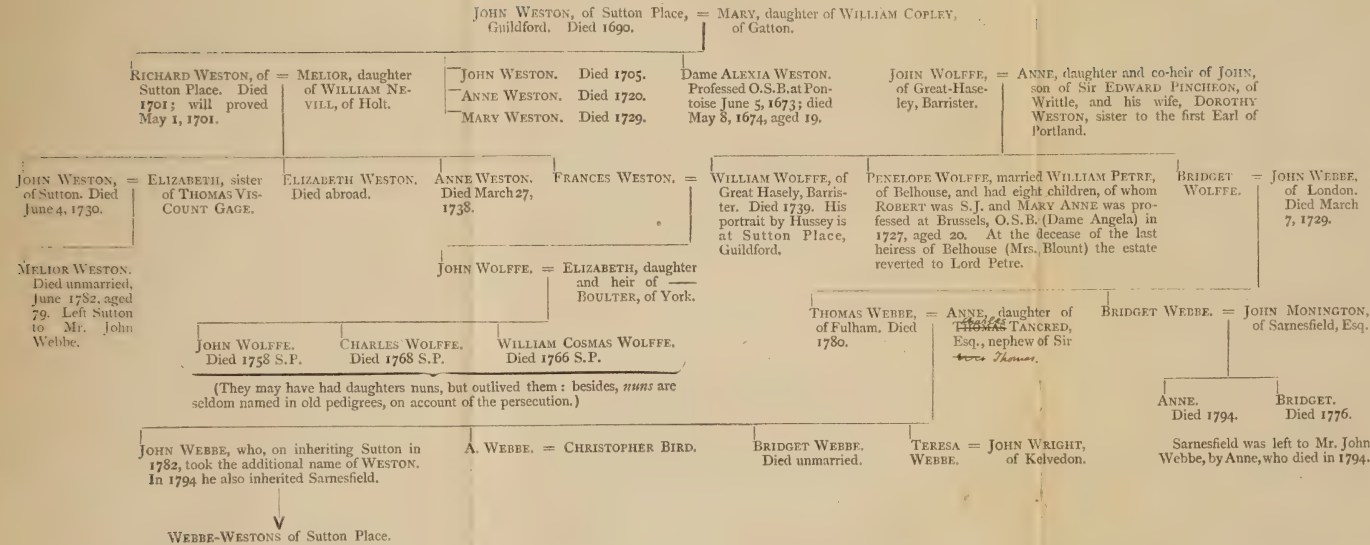 JOHN WESTON, of Sutton Place, = MARY, daughter of WILLIAM COPLEY,
Guildford. Died 1690. of Gatton.
RICHARD WESTON, of = MELIOR, daughter
Sutton Place. Died of WILLIAM NE-
1701; will proved VILL, of Holt.
May 1, 1701.
JOHN WESTON. Died 1705.
ANNE WESTON. Died 1720.
MARY WESTON. Died 1729.
Dame ALEXIA WESTON.
Professed O.S.B. at Pon-
toise June 5, 1673; died
May 8, 1674, aged 19.
JOHN WOLFFE, = ANNE, daughter and co-heir of JOHN,
of Great-Hase- son of Sir EDWARD PINCHEON, of
ley, Barrister. Writtle, and his wife, DOROTHY
WESTON, sister to the first Earl of
Portland.
JOHN WESTON, = ELIZABETH, sister
of Sutton. Died of THOMAS VIS-
June 4, 1730. COUNT GAGE.
ELIZABETH WESTON.
Died abroad.
ANNE WESTON.
Died March 27,
1738.
FRANCES WESTON. = WILLIAM WOLFFE, of
Great Hasely, Barris-
ter. Died 1739. His
portrait by Hussey is
at Sutton Place,
Guildford.
PENELOPE WOLFFE, married WILLIAM PETRE,
of Belhouse, and had eight children, of whom
ROBERT was S.J. and MARY ANNE was pro-
fessed at Brussels, O.S.B. (Dame Angela) in
1727, aged 20. At the decease of the last
heiress of Belhouse (Mrs. Blount) the estate
reverted to Lord Petre.
BRIDGET = JOHN WEBBE,
WOLFFE. of London.
Died March
7, 1729.
MELIOR WESTON.
Died unmarried,
June 1782, aged
79. Left Sutton
to Mr. John
Webbe.
JOHN WOLFFE. = ELIZABETH, daughter
and heir of ——
BOULTER, of York.
THOMAS WEBBE, = ANNE, daughter of
of Fulham. Died THOMAS Charles TANCRED,
1780. Esq., nephew of Sir
Thomas.
BRIDGET WEBBE. = JOHN MONINGTON,
of Sarnesfield, Esq.
JOHN WOLFFE.
Died 1758 S.P.
CHARLES WOLFFE.
Died 1768 S.P.
WILLIAM COSMAS WOLFFE.
Died 1766 S.P.
(They may have had daughters nuns, but outlived them: besides, nuns are
seldom named in old pedigrees, on account of the persecution.)
ANNE.
Died 1794.
BRIDGET.
Died 1776.
Sarnesfield was left to Mr. John
Webbe, by Anne, who died in 1794.
JOHN WEBBE, who, on inheriting Sutton in
1782, took the additional name of WESTON.
In 1794 he also inherited Sarnesfield.
A. WEBBE. = CHRISTOPHER BIRD.
BRIDGET WEBBE.
Died unmarried.
TERESA = JOHN WRIGHT,
WEBBE. of Kelvedon.
WEBBE-WESTONS of Sutton Place.